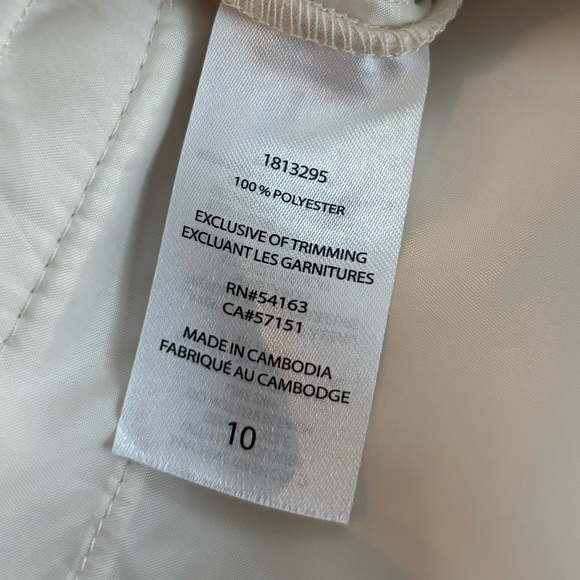 1813295
100 % POLYESTER
EXCLUSIVE OF TRIMMING
EXCLUANT LES GARNITURES
RN#54163
CA#57151
MADE IN CAMBODIA
FABRIQUÉ AU CAMBODGE
10